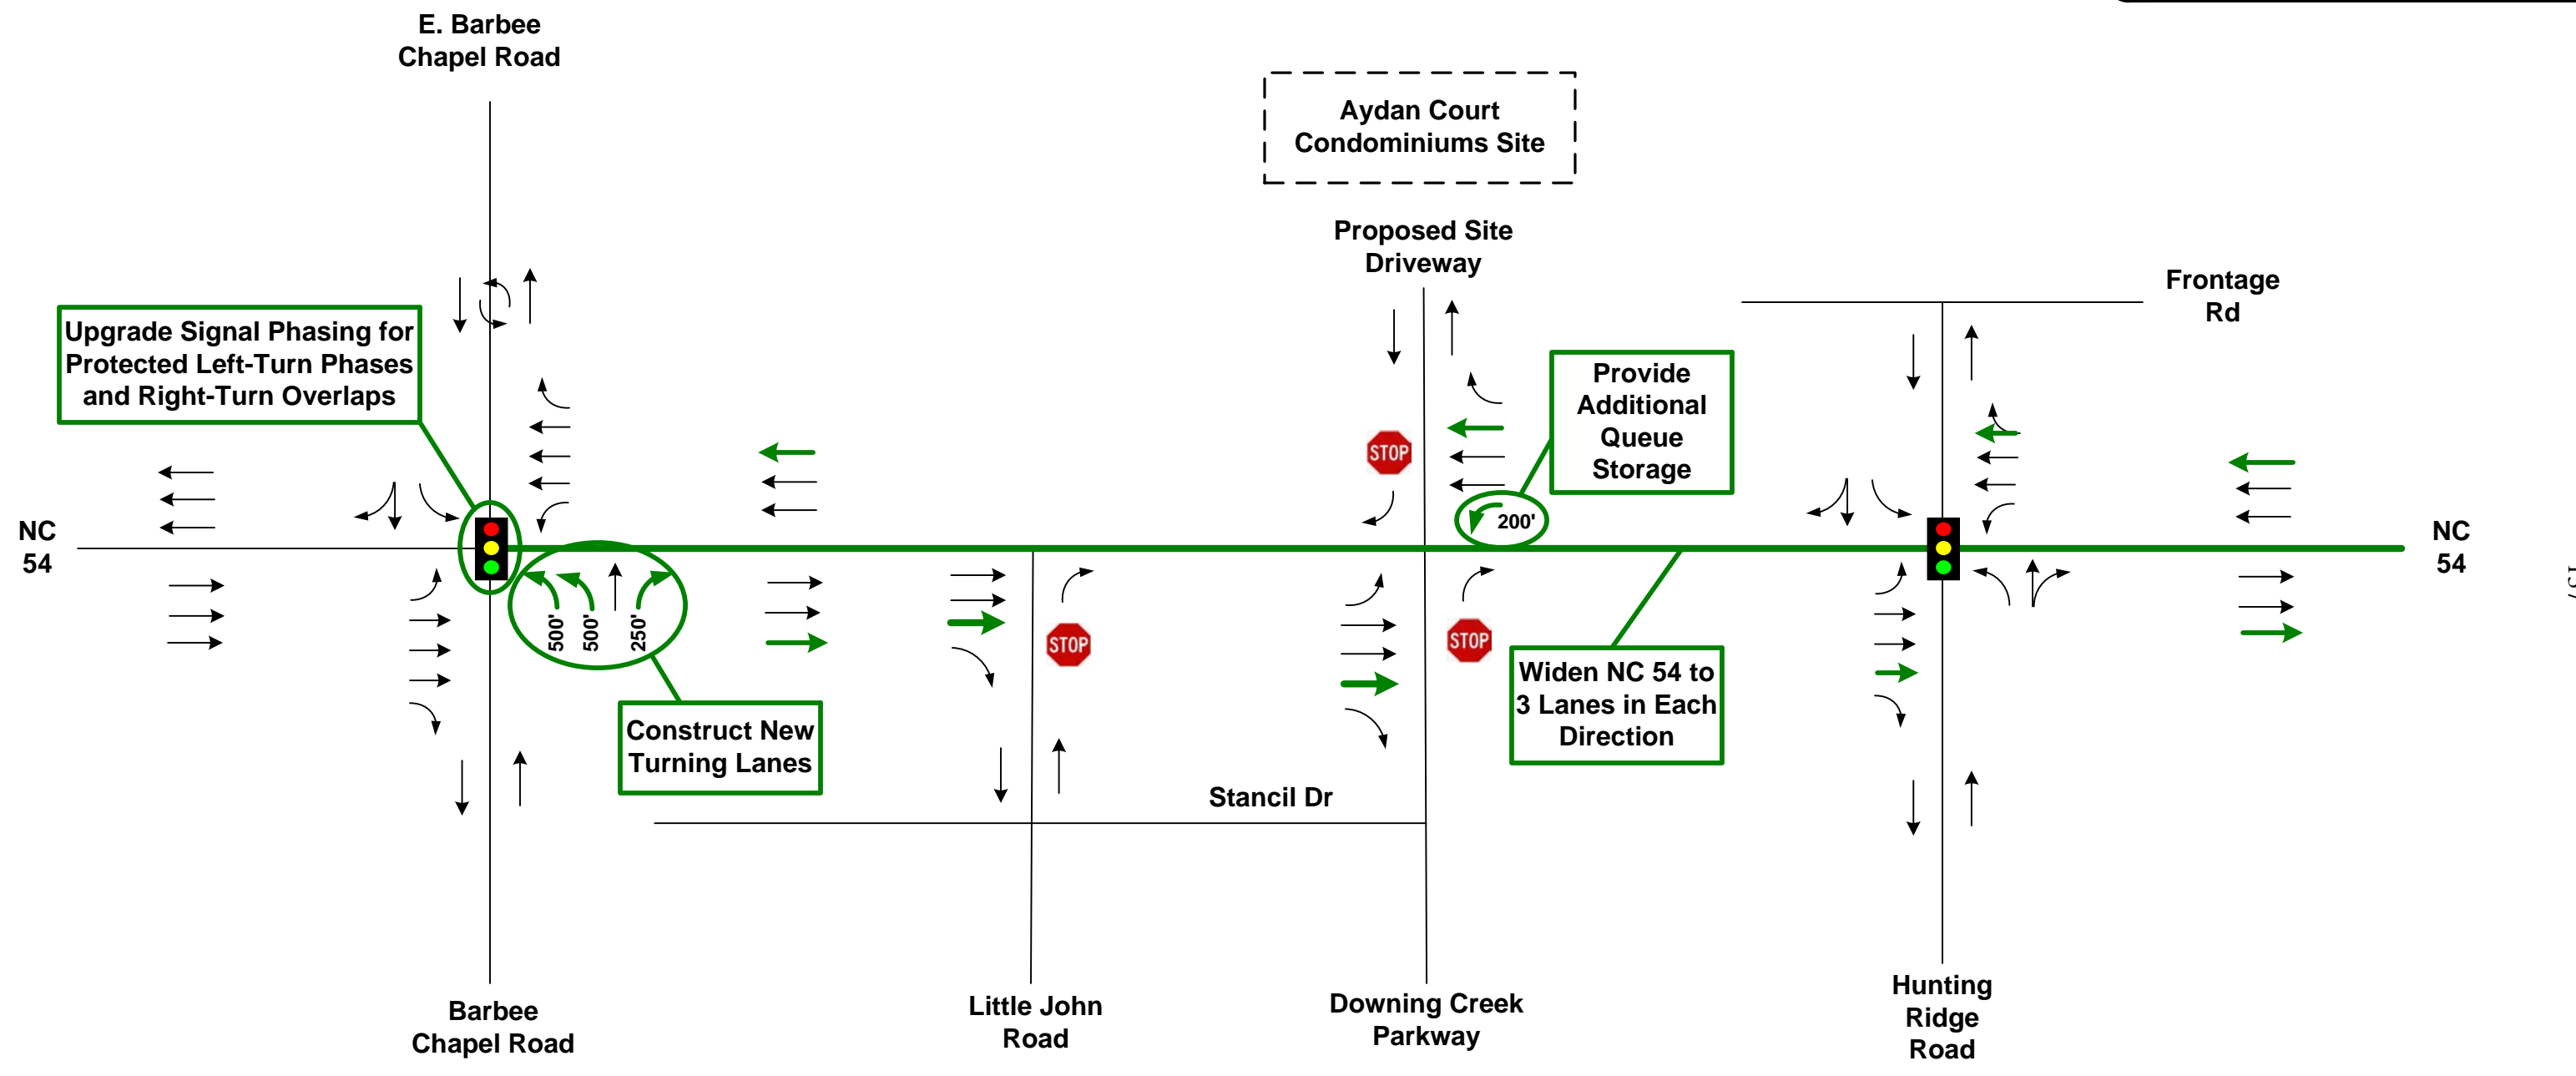 E. Barbee
Chapel Road
Aydan Court
Condominiums Site
Proposed Site
Driveway
Frontage
Rd
Upgrade Signal Phasing for
Protected Left-Turn Phases
and Right-Turn Overlaps
Provide
Additional
Queue
Storage
STOP
200'
NC
54
NC
54
500'
500'
250'
STOP
STOP
Construct New
Turning Lanes
Widen NC 54 to
3 Lanes in Each
Direction
Stancil Dr
Barbee
Chapel Road
Little John
Road
Downing Creek
Parkway
Hunting
Ridge
Road